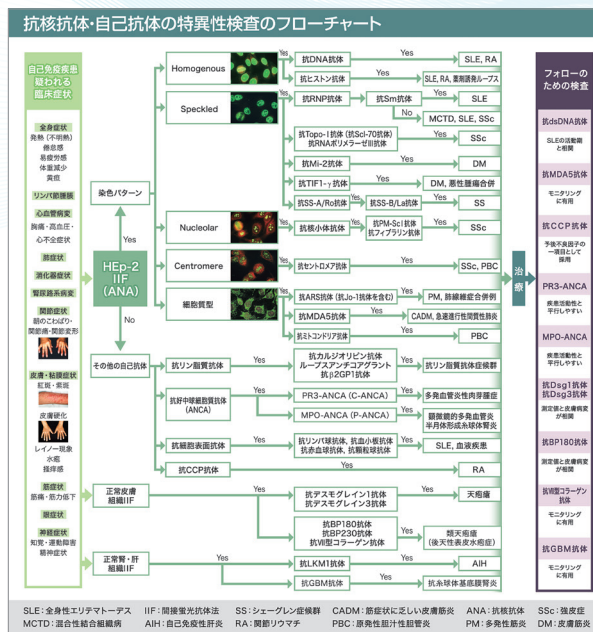 抗核抗体・自己抗体の特異性検査のフローチャート
自己免疫疾患
疑われる
臨床症状
全身症状
発熱(不明熱)
倦怠感
易疲労感
体重減少
黄疸
リンパ節腫脹
心血管病変
胸痛・高血圧・
心不全症状
肺症状
消化器症状
腎尿路系病変
関節症状
朝のこわばり・
関節痛・関節変形
皮膚・粘膜症状
紅斑・紫斑
皮膚硬化
レイノー現象
水疱
掻痒感
筋症状
筋痛・筋力低下
眼症状
神経症状
知覚・運動障害
精神症状
染色パターン
Yes
HEp-2
IIF
(ANA)
No
その他の自己抗体
正常皮膚
組織IIF
正常腎・肝
組織IIF
Homogenous
Yes
抗DNA抗体
Yes
SLE, RA
抗ヒストン抗体
Yes
SLE, RA, 薬剤誘発ループス
Speckled
Yes
抗RNP抗体
Yes
抗Sm抗体
Yes
SLE
No
MCTD, SLE, SSc
抗Topo-I抗体(抗Scl-70抗体)
抗RNAポリメラーゼIII抗体
Yes
SSc
抗Mi-2抗体
Yes
DM
抗TIF1-γ抗体
Yes
DM, 悪性腫瘍合併
抗SS-A/Ro抗体
Yes
抗SS-B/La抗体
Yes
SS
Nucleolar
Yes
抗核小体抗体
Yes
抗PM-Scl抗体
抗フィブラリン抗体
Yes
SSc
Centromere
Yes
抗セントロメア抗体
Yes
SSc, PBC
細胞質型
Yes
抗ARS抗体(抗Jo-1抗体を含む)
Yes
PM, 肺線維症合併例
抗MDA5抗体
Yes
CADM, 急速進行性間質性肺炎
抗ミトコンドリア抗体
Yes
PBC
抗リン脂質抗体
Yes
抗カルジオリピン抗体
ループスアンチコアグラント
抗β2GP1抗体
Yes
抗リン脂質抗体症候群
抗好中球細胞質抗体
(ANCA)
Yes
PR3-ANCA (C-ANCA)
Yes
多発血管炎性肉芽腫症
MPO-ANCA (P-ANCA)
Yes
顕微鏡的多発血管炎
半月体形成糸球体腎炎
抗細胞表面抗体
Yes
抗リンパ球抗体, 抗血小板抗体
抗赤血球抗体, 抗顆粒球抗体
Yes
SLE, 血液疾患
抗CCP抗体
Yes
RA
Yes
抗デスモグレイン1抗体
抗デスモグレイン3抗体
Yes
天疱瘡
抗BP180抗体
抗BP230抗体
抗VII型コラーゲン抗体
Yes
類天疱瘡
(後天性表皮水疱症)
Yes
抗LKM1抗体
Yes
AIH
抗GBM抗体
Yes
抗糸球体基底膜腎炎
治療
フォローの
ための検査
抗dsDNA抗体
SLEの活動期
と相関
抗MDA5抗体
モニタリング
に有用
抗CCP抗体
予後不良因子の
一項目として
採用
PR3-ANCA
疾患活動性と
平行しやすい
MPO-ANCA
疾患活動性と
平行しやすい
抗Dsg1抗体
抗Dsg3抗体
測定値と皮膚病変
が相関
抗BP180抗体
測定値と皮膚病変
が相関
抗VII型コラーゲン
抗体
モニタリング
に有用
抗GBM抗体
モニタリング
に有用
SLE:全身性エリテマトーデス IIF:間接蛍光抗体法 SS:シェーグレン症候群 CADM:筋症状に乏しい皮膚筋炎 ANA:抗核抗体 SSc:強皮症
MTCD:混合性結合組織病 AIH:自己免疫性肝炎 RA:関節リウマチ PBC:原発性胆汁性胆管炎 PM:多発性筋炎 DM:皮膚筋炎